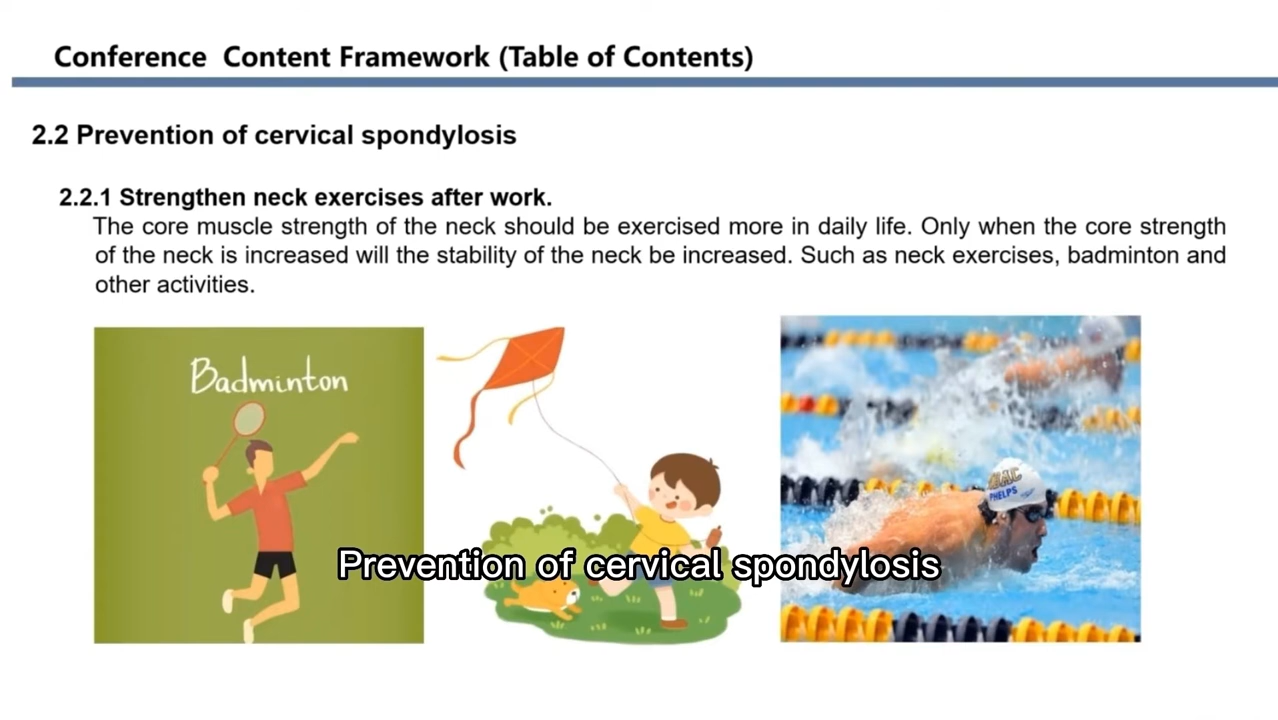 Conference Content Framework (Table of Contents)
2.2 Prevention of cervical spondylosis
2.2.1 Strengthen neck exercises after work.
The core muscle strength of the neck should be exercised more in daily life. Only when the core strength
of the neck is increased will the stability of the neck be increased. Such as neck exercises, badminton and
other activities.
Badminton
PHELPS
Prevention of cervical spondylosis